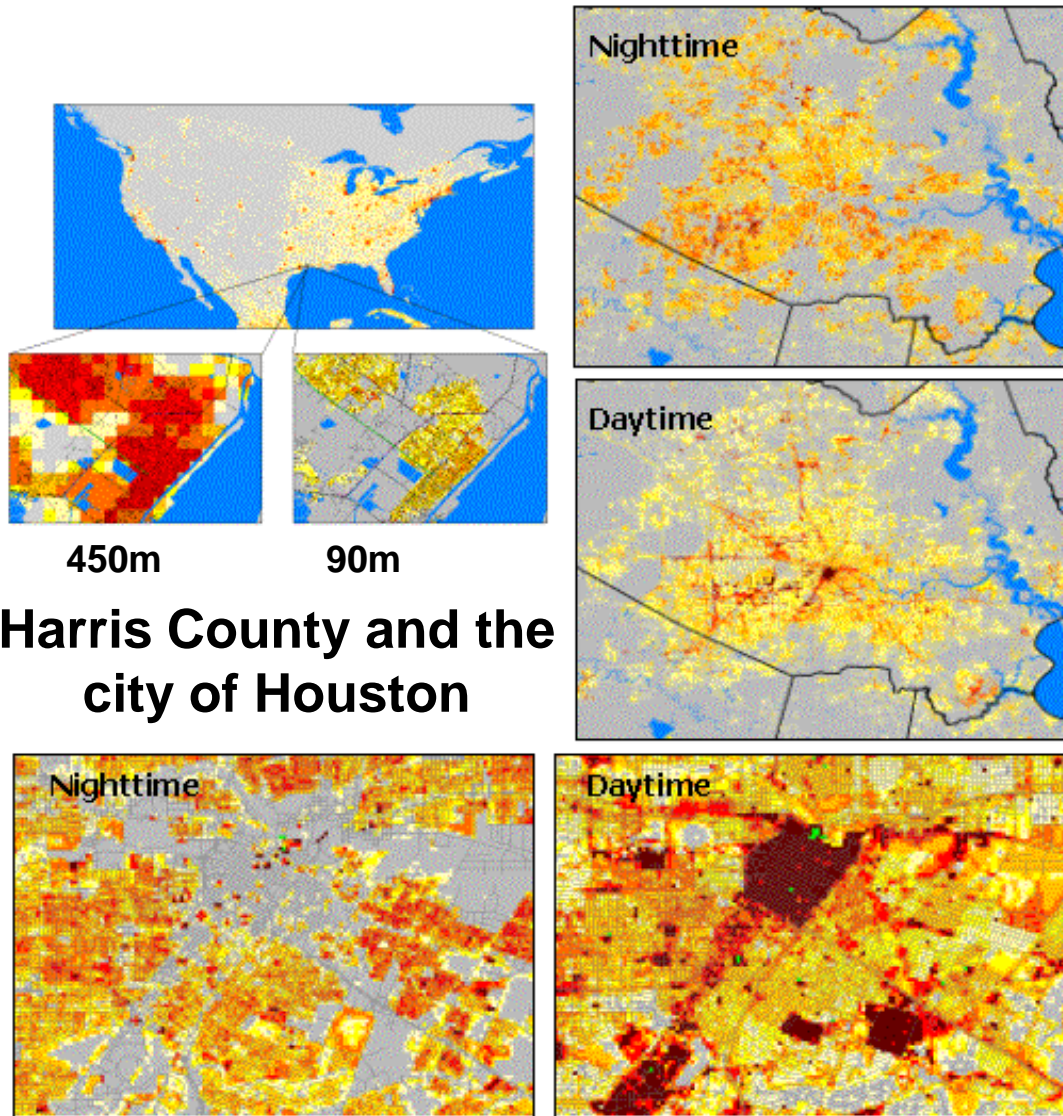 Nighttime
Daytime
450m
90m
Harris County and the
city of Houston
Nighttime
Daytime